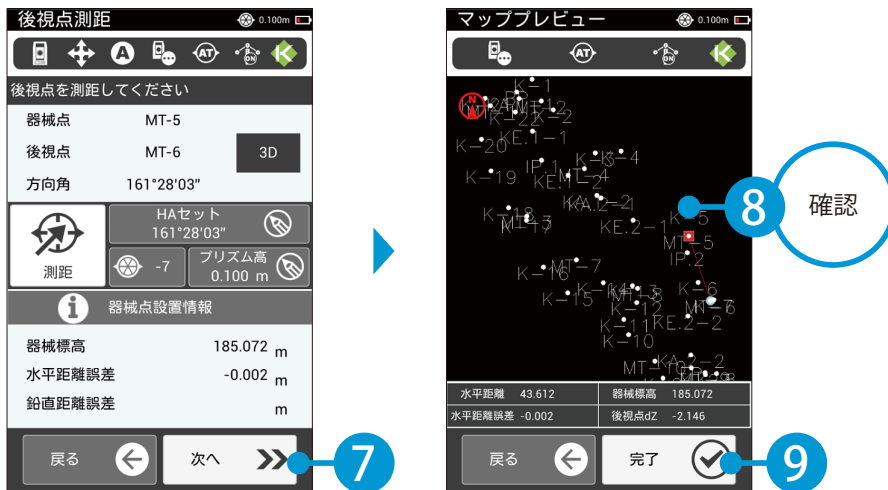 後視点測距
0.100m
A
AT
ON
後視点を測距してください
器械点 MT-5
後視点 MT-6
3D
方向角 161°28'03"
測距
HAセット
161°28'03"
-7
プリズム高
0.100 m
i 器械点設置情報
器械標高 185.072 m
水平距離誤差 -0.002 m
鉛直距離誤差 m
戻る
次へ
7
マッププレビュー
0.100m
AT
ON
N
K-1
K-22
K-2
K-20
KE.1-1
IP.1
K-4
K-19
MT-4
KA.2-1
KE.2-1
K-5
MT-5
IP.2
K-16
MT-7
K-15
K-6
K-12
K-11
KE.2-2
K-10
KA.2-2
8
確認
水平距離 43.612
器械標高 185.072
水平距離誤差 -0.002
後視点dZ -2.146
戻る
完了
9